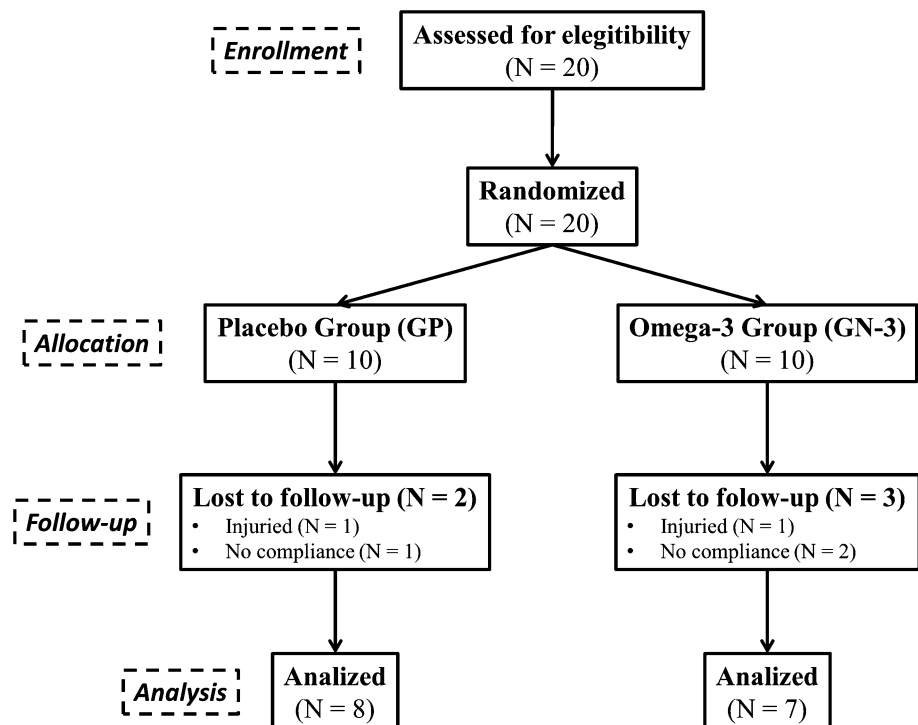 Enrollment
Assessed for elegitibility
(N = 20)
Randomized
(N = 20)
Allocation
Placebo Group (GP)
(N = 10)
Omega-3 Group (GN-3)
(N = 10)
Follow-up
Lost to follow-up (N = 2)
• Injuried (N = 1)
• No compliance (N = 1)
Lost to folow-up (N = 3)
• Injuried (N = 1)
• No compliance (N = 2)
Analysis
Analized
(N = 8)
Analized
(N = 7)